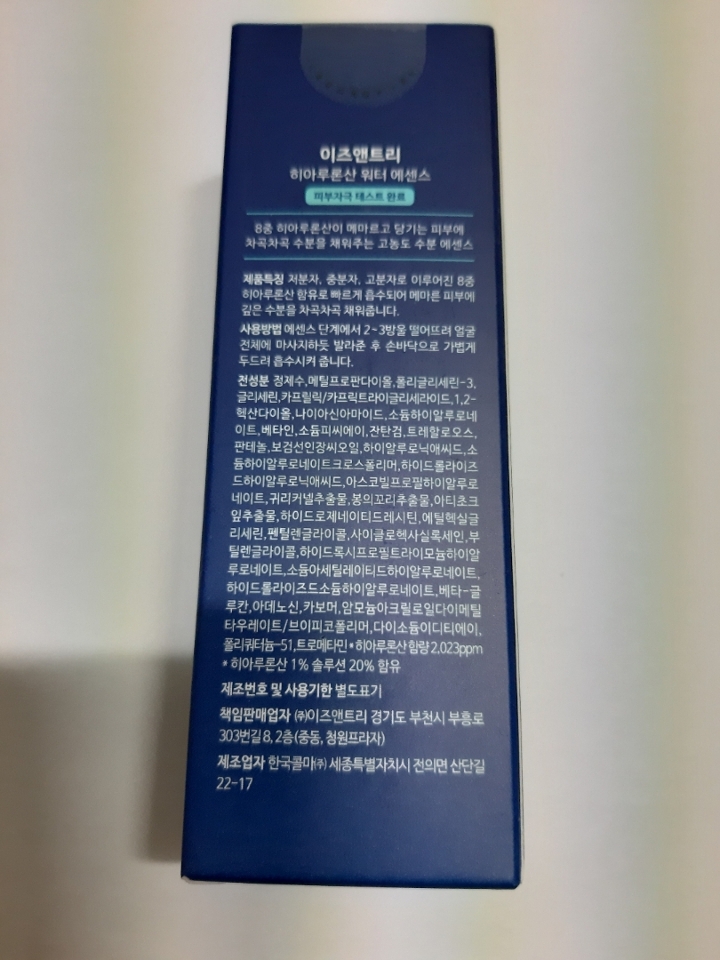 이즈앤트리
히아루론산 워터 에센스
피부자극 테스트 완료
8중 히아루론산이 메마르고 당기는 피부에
차곡차곡 수분을 채워주는 고농도 수분 에센스
제품특징 저분자, 중분자, 고분자로 이루어진 8중
히아루론산 함유로 빠르게 흡수되어 메마른 피부에
깊은 수분을 차곡차곡 채워줍니다.
사용방법 에센스 단계에서 2~3방울 떨어뜨려 얼굴
전체에 마사지하듯 발라준 후 손바닥으로 가볍게
두드려 흡수시켜 줍니다.
전성분 정제수,메틸프로판다이올,폴리글리세린-3,
글리세린,카프릴릭/카프릭트라이글리세라이드,1,2-
헥산다이올,나이아신아마이드,소듐하이알루로네
이트,베타인,소듐피씨에이,잔탄검,트레할로오스,
판테놀,보검선인장씨오일,하이알루로닉애씨드,소
듐하이알루로네이트크로스폴리머,하이드롤라이즈
드하이알루로닉애씨드,아스코빌프로필하이알루로
네이트,귀리커넬추출물,봉의꼬리추출물,아티초크
잎추출물,하이드로제네이티드레시틴,에틸헥실글
리세린,펜틸렌글라이콜,사이클로헥사실록세인,부
틸렌글라이콜,하이드록시프로필트라이모늄하이알
루로네이트,소듐아세틸레이티드하이알루로네이트,
하이드롤라이즈드소듐하이알루로네이트,베타-글
루칸,아데노신,카보머,암모늄아크릴로일다이메틸
타우레이트/브이피코폴리머,다이소듐이디티에이,
폴리쿼터늄-51,트로메타민 *히아루론산 함량 2,023ppm
* 히아루론산 1% 솔루션 20% 함유
제조번호 및 사용기한 별도표기
책임판매업자 ㈜이즈앤트리 경기도 부천시 부흥로
303번길 8, 2층 (중동, 청원프라자)
제조업자 한국콜마㈜ 세종특별자치시 전의면 산단길
22-17